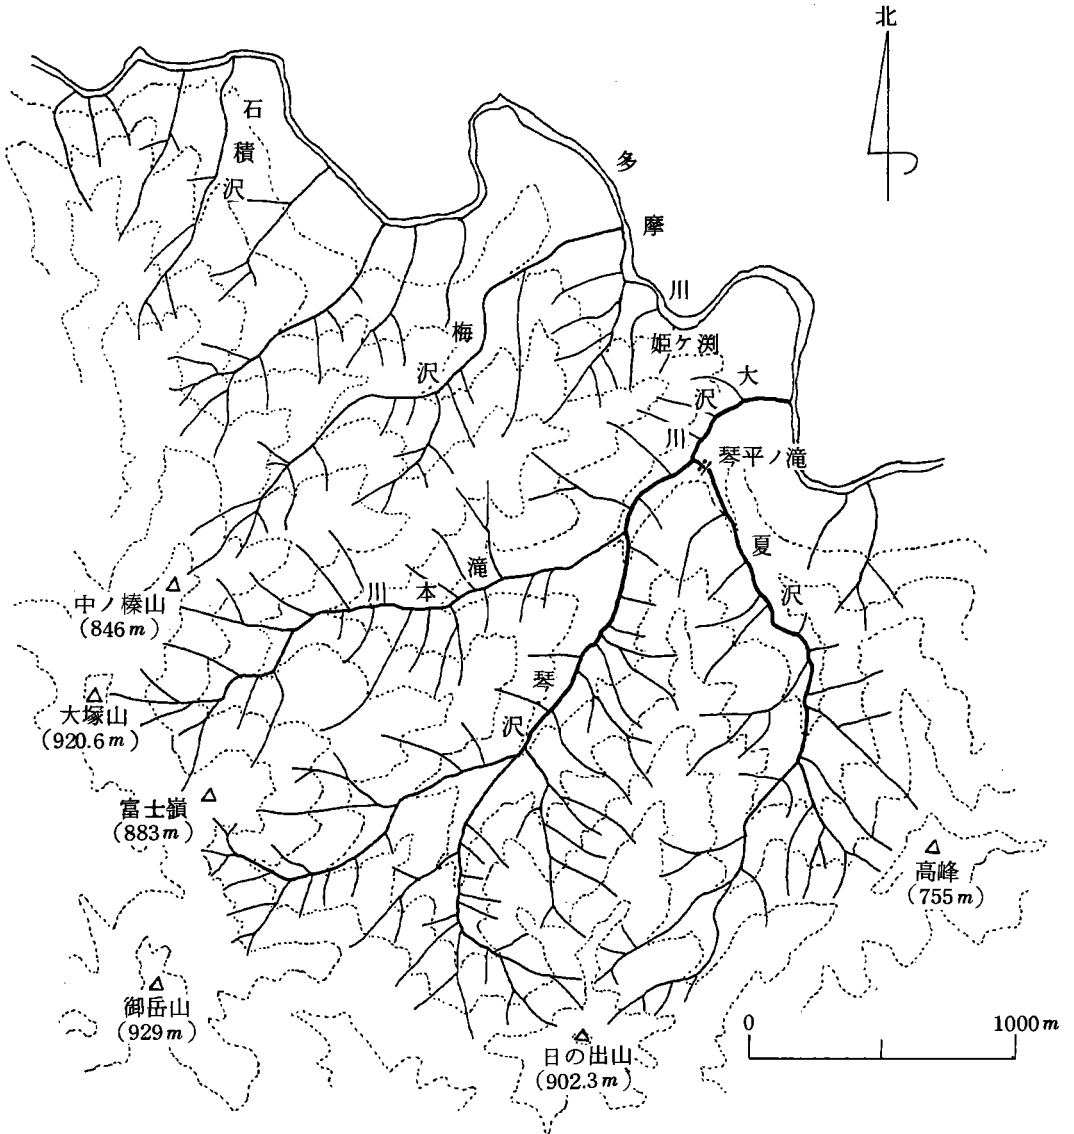 北
石積沢
多摩川
梅沢
姫ケ渕
大沢川
琴平ノ滝
夏沢
滝本川
琴沢
中ノ榛山
(846m)
大塚山
(920.6m)
富士嶺
(883m)
高峰
(755m)
御岳山
(929m)
日の出山
(902.3m)
0
1000m